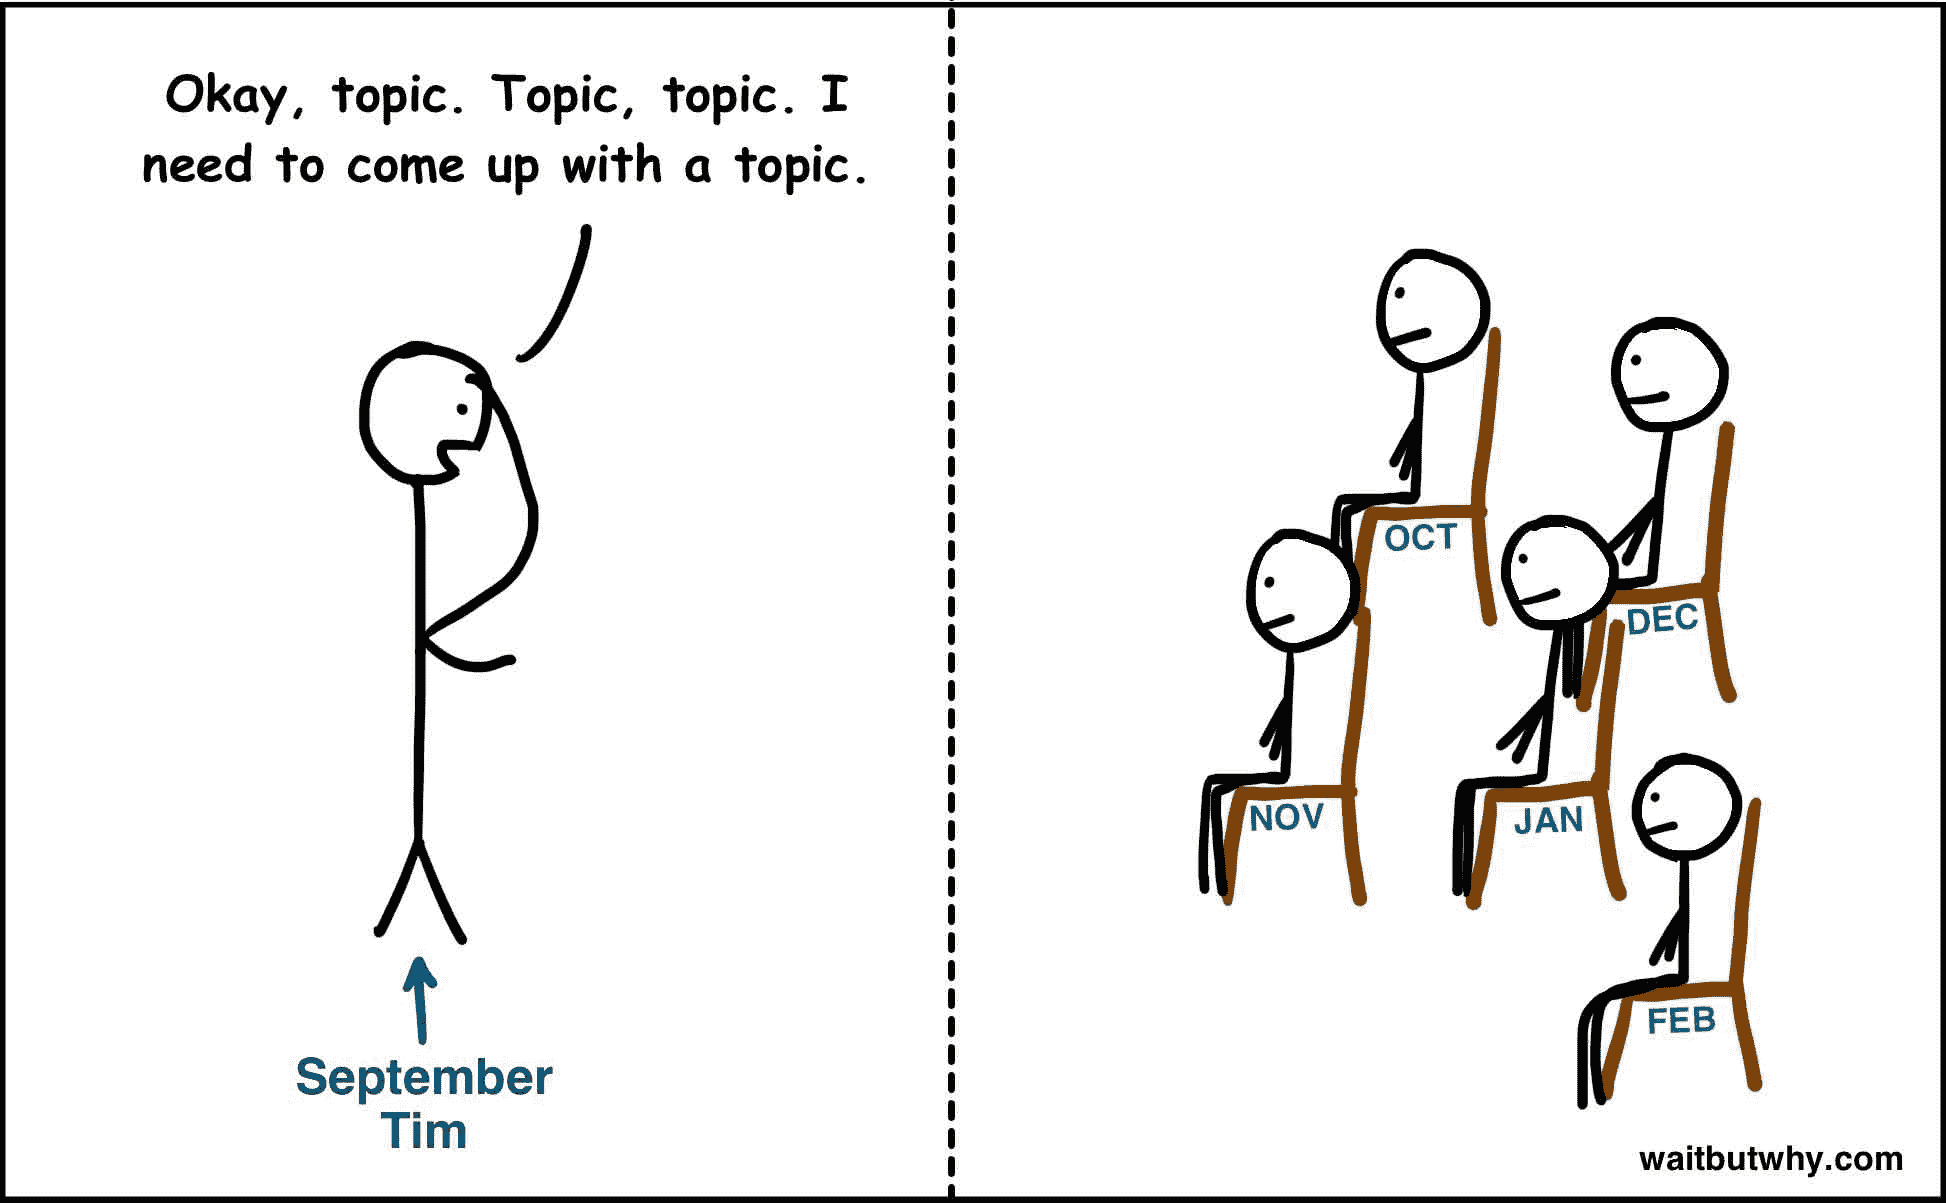 Okay, topic. Topic, topic. I
need to come up with a topic.
September
Tim
OCT
DEC
NOV
JAN
FEB
waitbutwhy.com